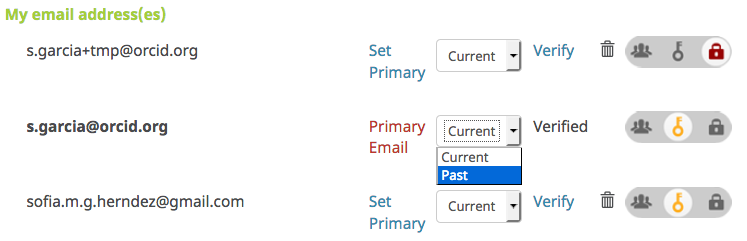 My email address(es)
s.garcia+tmp@orcid.org Set Primary Current Verify
s.garcia@orcid.org Primary Email Current Verified
Current
Past
sofia.m.g.herndez@gmail.com Set Primary Current Verify